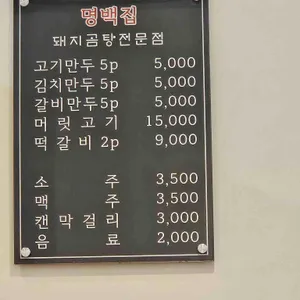 명백집
돼지곰탕전문점
고기만두 5p 5,000
김치만두 5p 5,000
갈비만두 5p 5,000
머릿고기 15,000
떡갈비 2p 9,000
소주 3,500
맥주 3,500
캔막걸리 3,000
음료 2,000